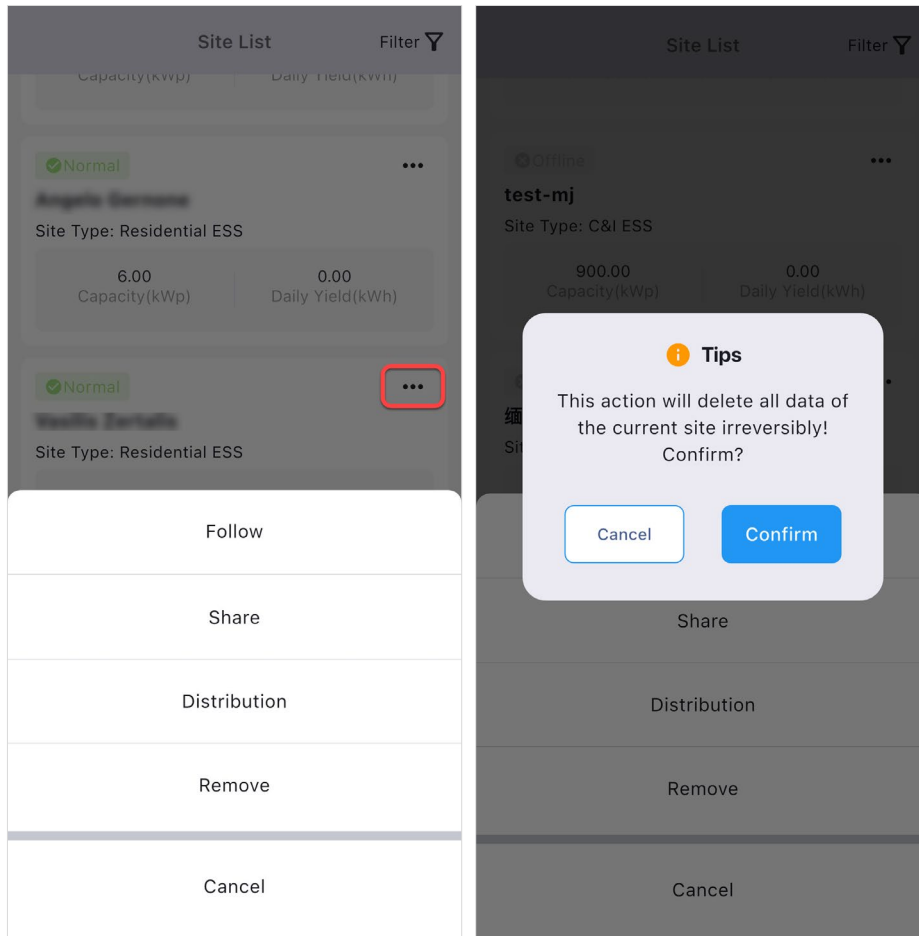 Site List
Filter
Capacity(kWp)
Daily Yield(kWh)
Normal
Site Type: Residential ESS
6.00
0.00
Capacity(kWp)
Daily Yield(kWh)
Normal
Site Type: Residential ESS
Follow
Share
Distribution
Remove
Cancel
Site List
Filter
Offline
test-mj
Site Type: C&I ESS
900.00
0.00
Capacity(kWp)
Daily Yield(kWh)
缅
Tips
This action will delete all data of
the current site irreversibly!
Confirm?
Cancel
Confirm
Share
Distribution
Remove
Cancel